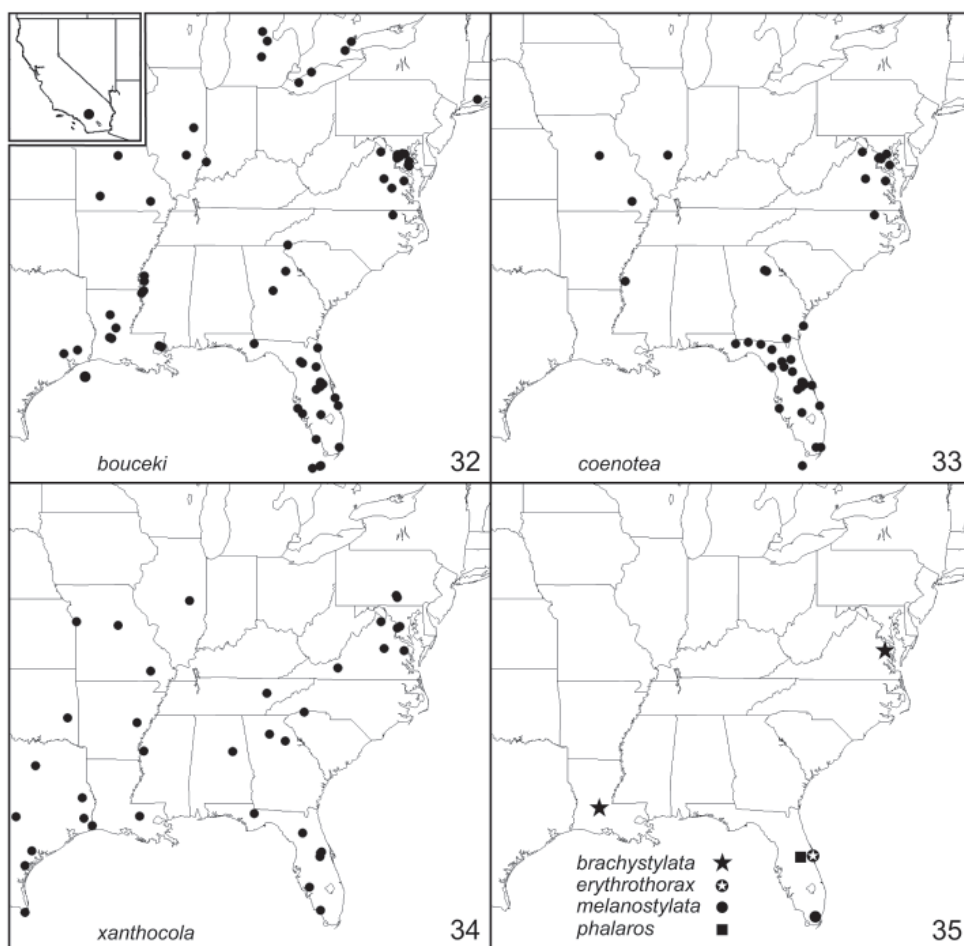 bouceki 32
coenotea 33
xanthocola 34
brachystylata
erythrothorax
melanostylata
phalaros 35